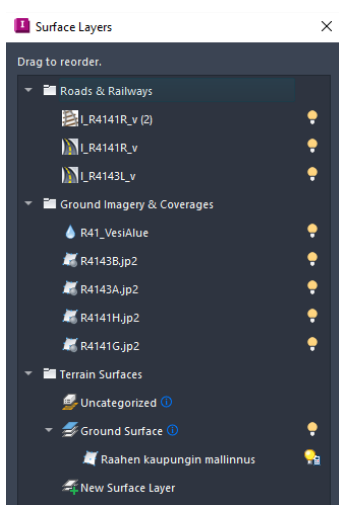 Surface Layers
Drag to reorder.
Roads & Railways
I_R4141R_v (2)
I_R4141R_v
I_R4143L_v
Ground Imagery & Coverages
R41_VesiAlue
R4143B.jp2
R4143A.jp2
R4141H.jp2
R4141G.jp2
Terrain Surfaces
Uncategorized
Ground Surface
Raahen kaupungin mallinnus
New Surface Layer